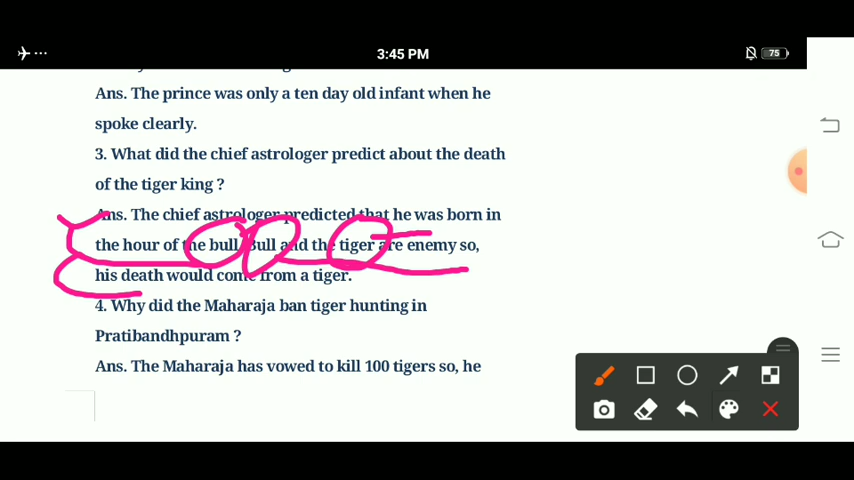 3:45 PM
75
Ans. The prince was only a ten day old infant when he
spoke clearly.
3. What did the chief astrologer predict about the death
of the tiger king ?
Ans. The chief astrologer predicted that he was born in
the hour of the bull. Bull and the tiger are enemy so,
his death would come from a tiger.
4. Why did the Maharaja ban tiger hunting in
Pratibandhpuram ?
Ans. The Maharaja has vowed to kill 100 tigers so, he